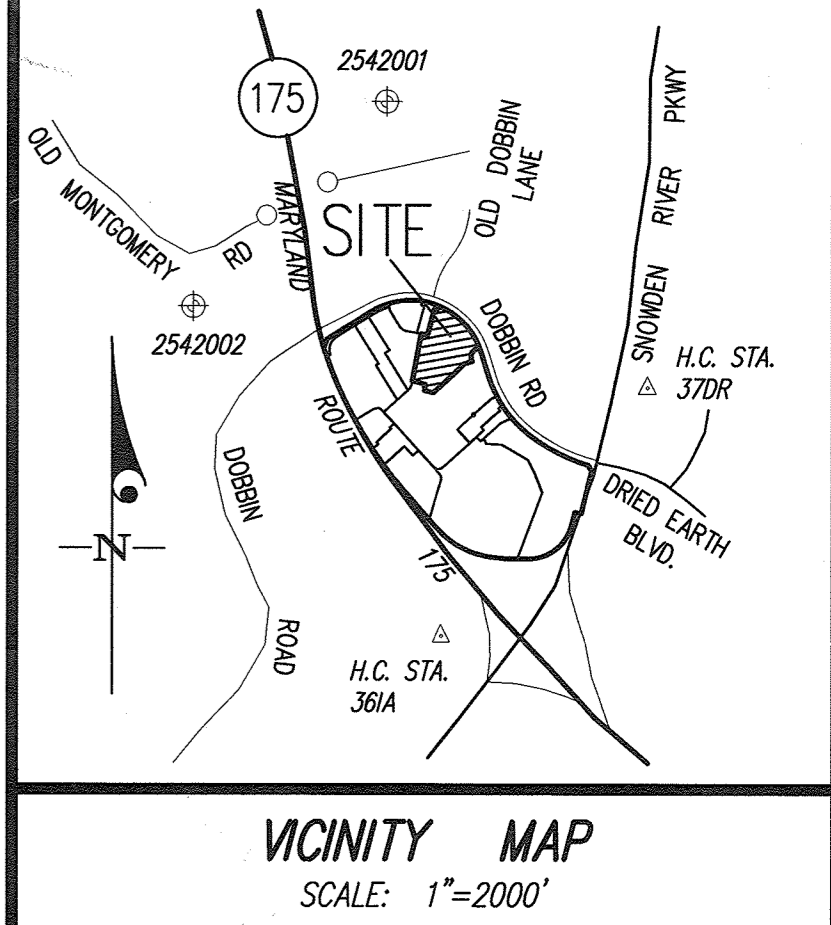 2542001
175
OLD
MONTGOMERY
RD
MARYLAND
SITE
OLD DOBBIN
LANE
SNOWDEN RIVER PKWY
2542002
DOBBIN RD
H.C. STA.
37DR
ROUTE
175
DOBBIN
ROAD
DRIED EARTH
BLVD.
N
H.C. STA.
361A
VICINITY MAP
SCALE: 1"=2000'